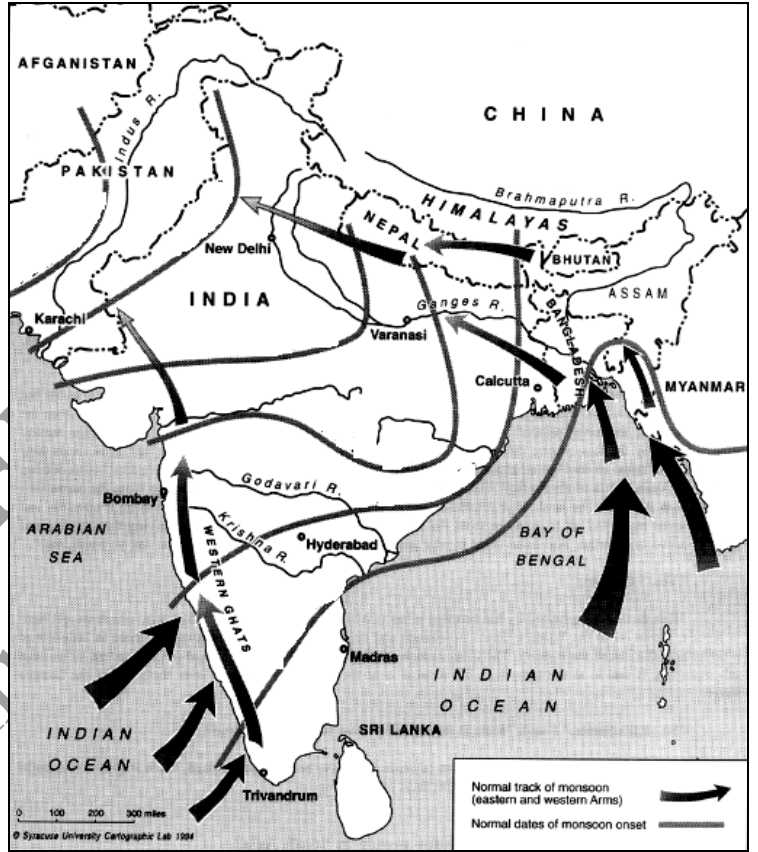 AFGANISTAN
CHINA
Indus R.
PAKISTAN
Brahmaputra R.
HIMALAYAS
NEPAL
New Delhi
BHUTAN
INDIA
ASSAM
Ganges R.
BANGLADESH
Karachi
Varanasi
Calcutta
MYANMAR
Godavari R.
Bombay
Krishna R.
WESTERN GHATS
Hyderabad
ARABIAN
SEA
BAY OF
BENGAL
Madras
INDIAN
OCEAN
INDIAN
OCEAN
SRI LANKA
Trivandrum
Normal track of monsoon
(eastern and western Arms)
Normal dates of monsoon onset
0 100 200 300 miles
© Syracuse University Cartographic Lab 1994